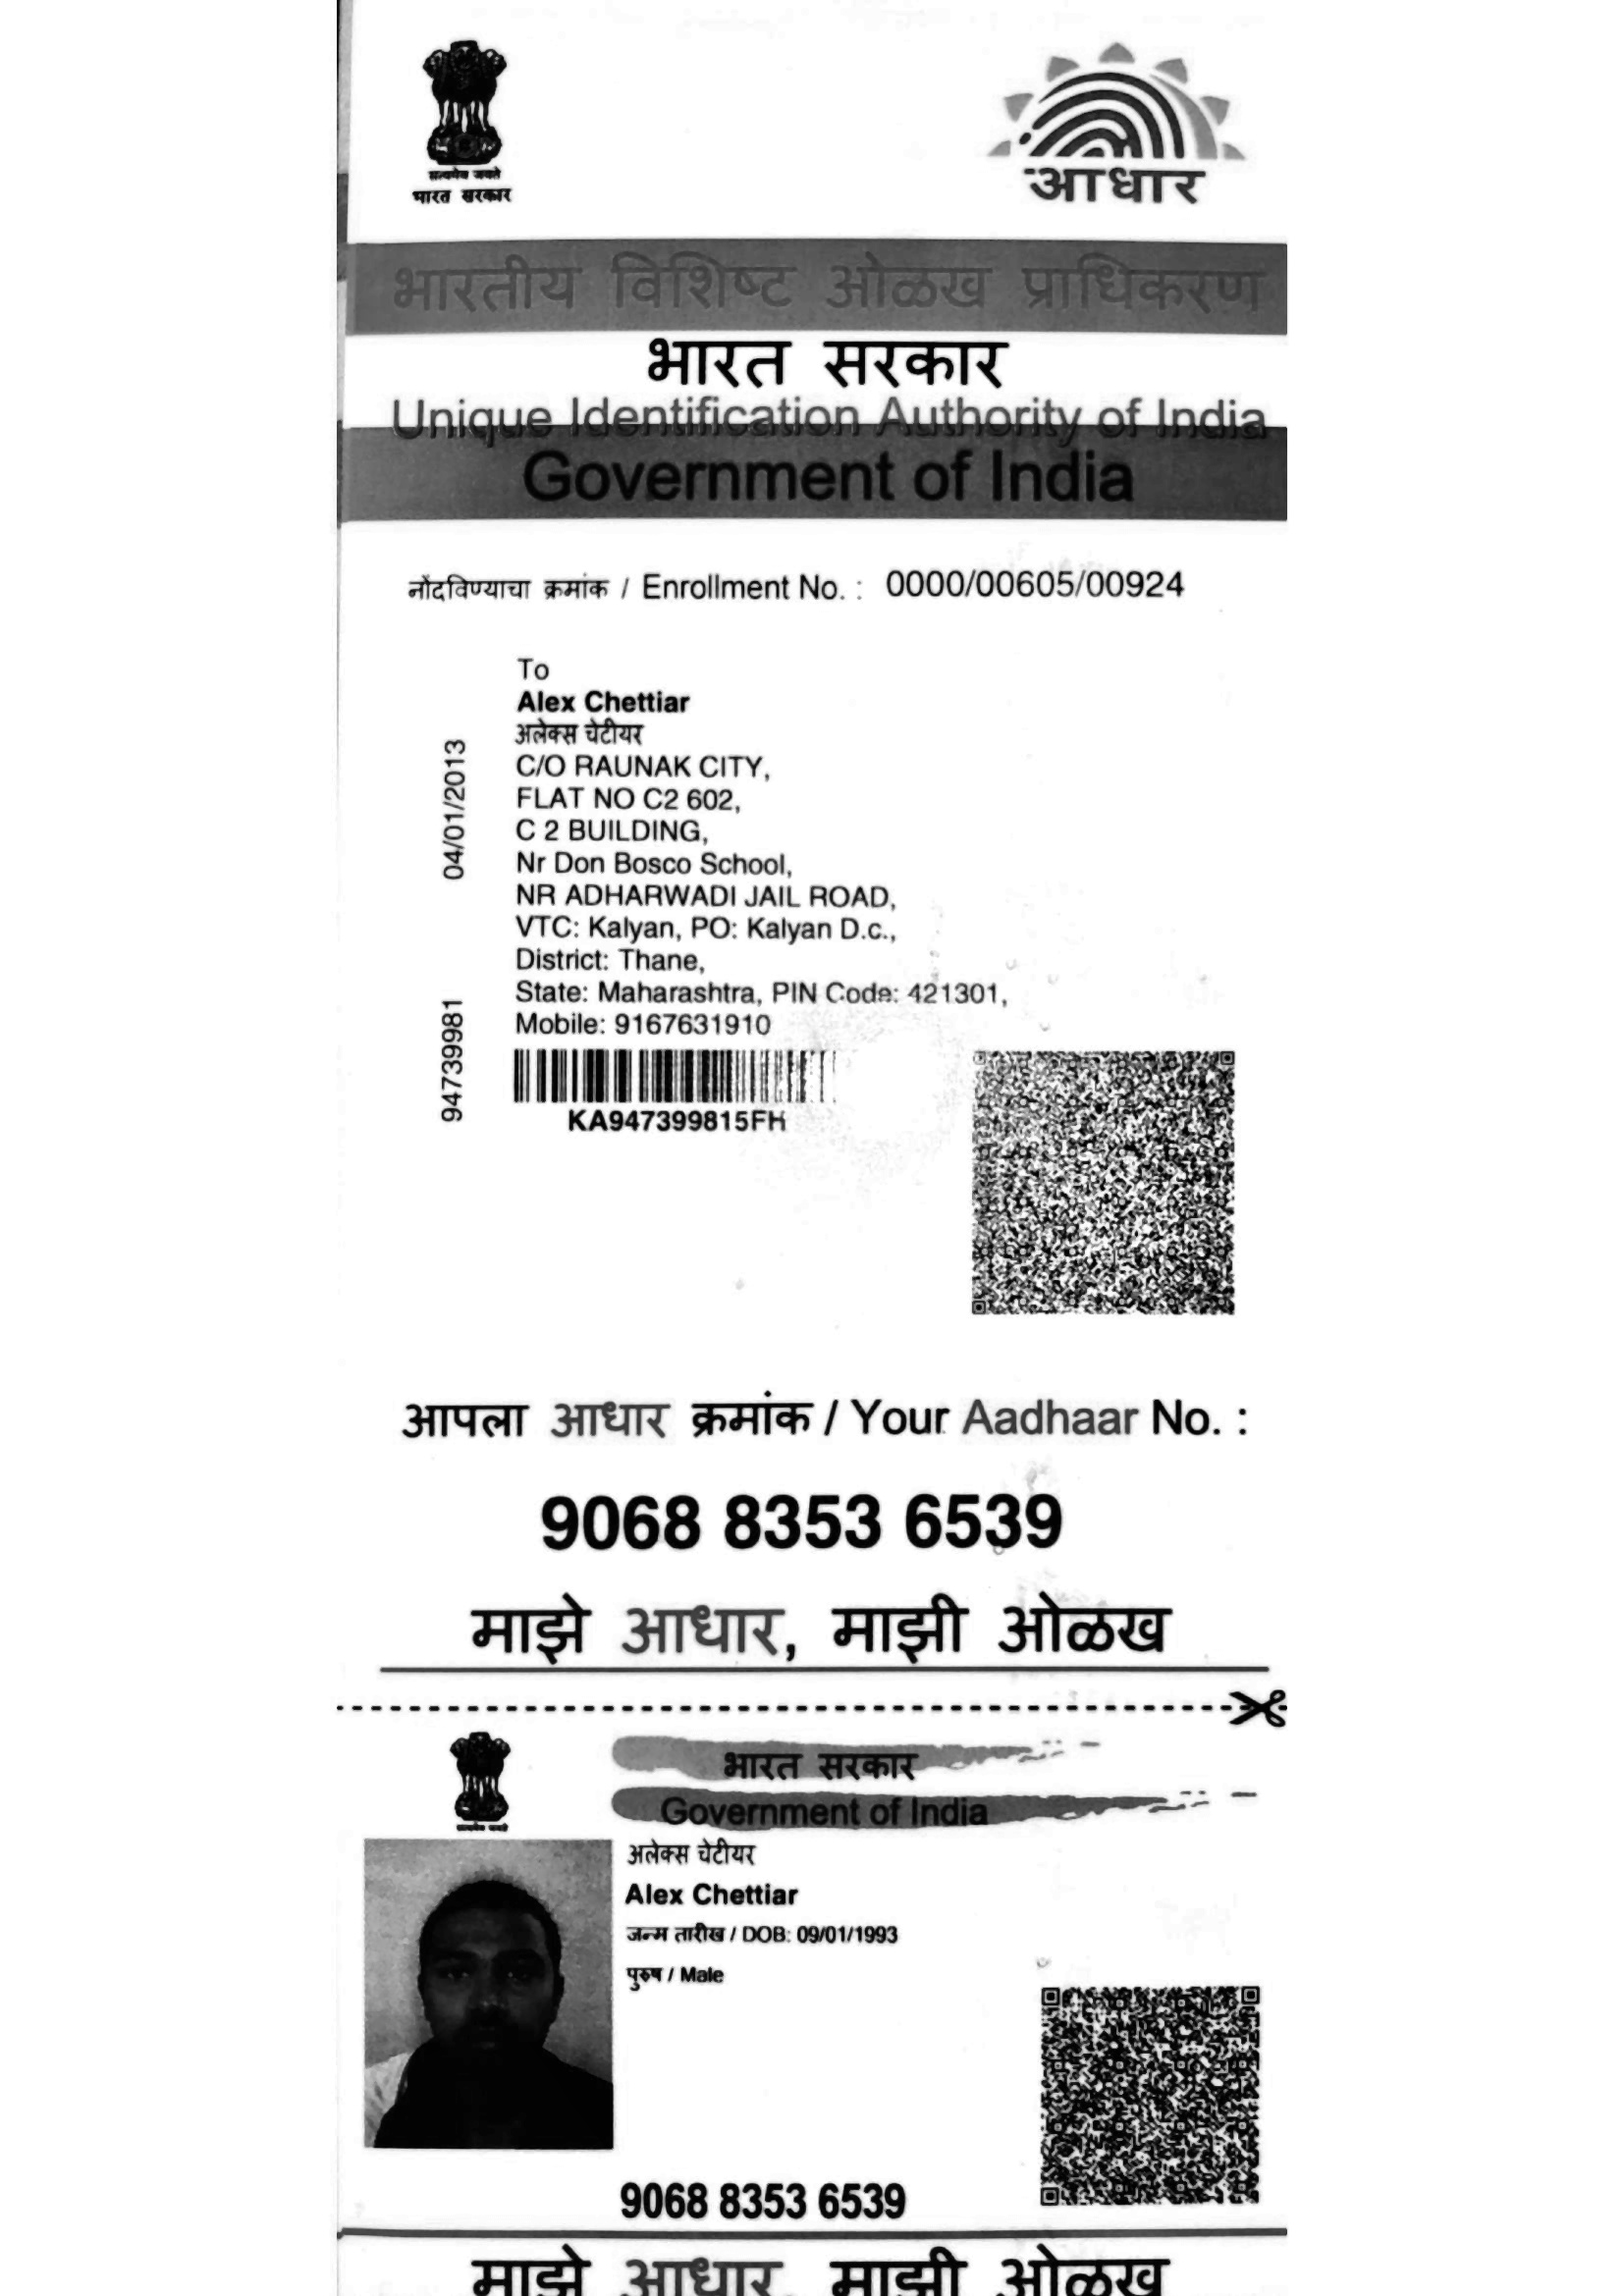 सत्यमेव जयते
भारत सरकार
आधार
भारतीय विशिष्ट ओळख प्राधिकरण
भारत सरकार
Unique Identification Authority of India
Government of India
नोंदविण्याचा क्रमांक / Enrollment No. : 0000/00605/00924
To
Alex Chettiar
अलेक्स चेटीयर
C/O RAUNAK CITY,
FLAT NO C2 602,
C 2 BUILDING,
Nr Don Bosco School,
NR ADHARWADI JAIL ROAD,
VTC: Kalyan, PO: Kalyan D.c.,
District: Thane,
State: Maharashtra, PIN Code: 421301,
Mobile: 9167631910
04/01/2013
94739981
KA947399815FH
आपला आधार क्रमांक / Your Aadhaar No. :
9068 8353 6539
माझे आधार, माझी ओळख
भारत सरकार
Government of India
सत्यमेव जयते
अलेक्स चेटीयर
Alex Chettiar
जन्म तारीख / DOB: 09/01/1993
पुरुष / Male
9068 8353 6539
माझे आधार, माझी ओळख